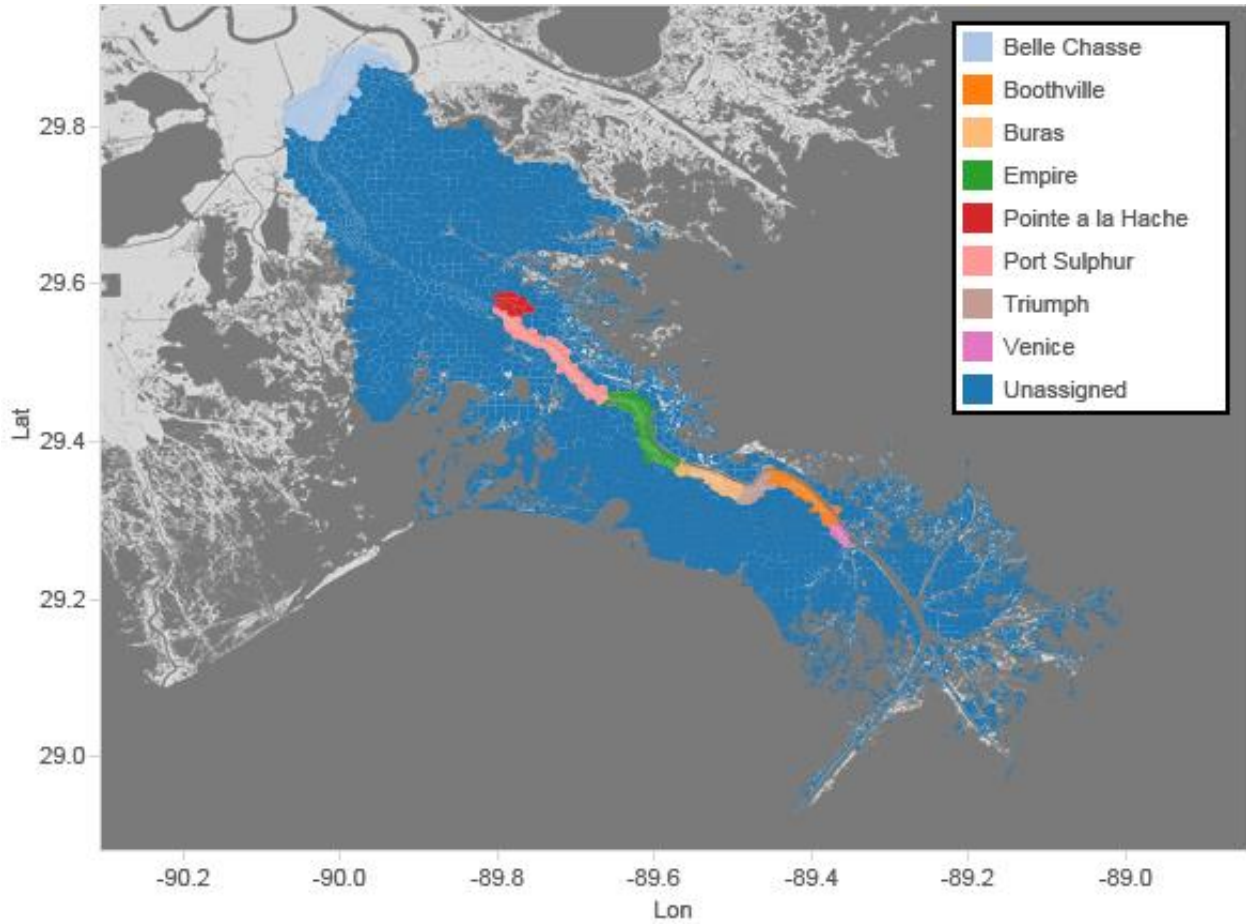 Belle Chasse
Boothville
Buras
Empire
Pointe a la Hache
Port Sulphur
Triumph
Venice
Unassigned
29.8
29.6
29.4
29.2
29.0
Lat
-90.2 -90.0 -89.8 -89.6 -89.4 -89.2 -89.0
Lon